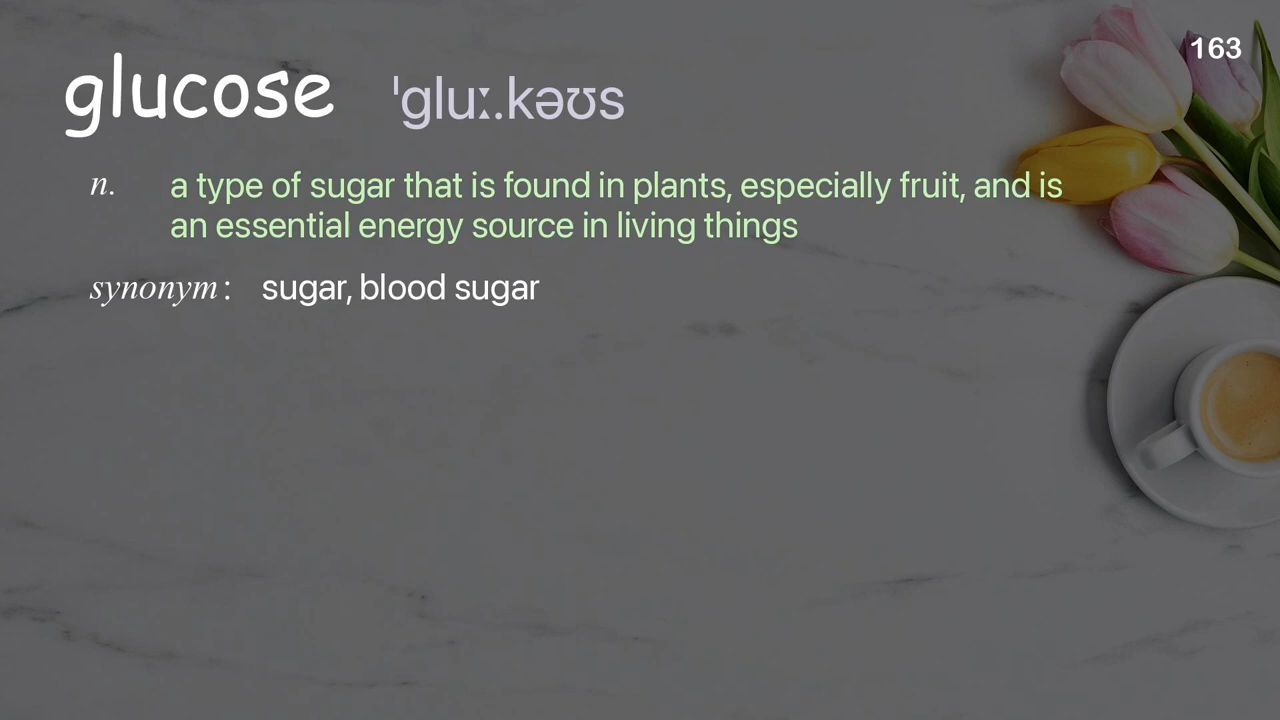 163
glucose ˈgluː.kəʊs
n. a type of sugar that is found in plants, especially fruit, and is
an essential energy source in living things
synonym: sugar, blood sugar